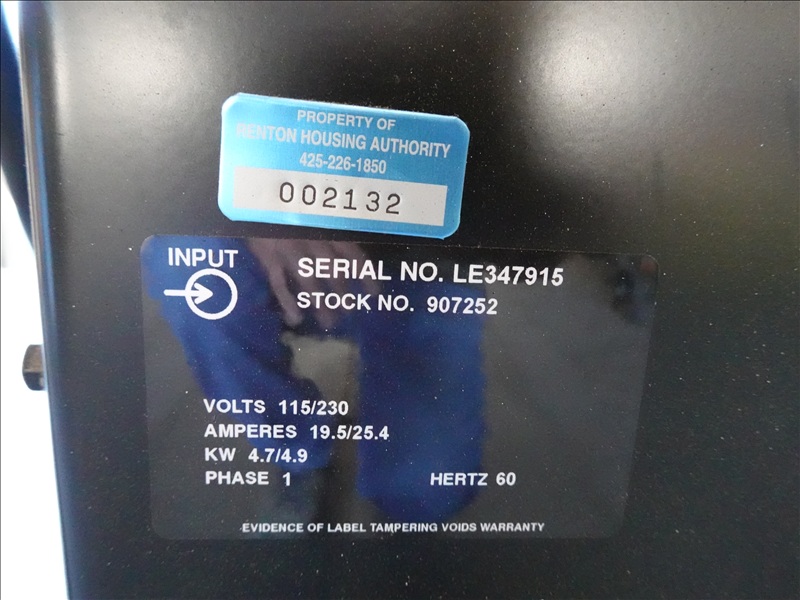 PROPERTY OF
RENTON HOUSING AUTHORITY
425-226-1850
002132
INPUT
SERIAL NO. LE347915
STOCK NO. 907252
VOLTS 115/230
AMPERES 19.5/25.4
KW 4.7/4.9
PHASE 1 HERTZ 60
EVIDENCE OF LABEL TAMPERING VOIDS WARRANTY